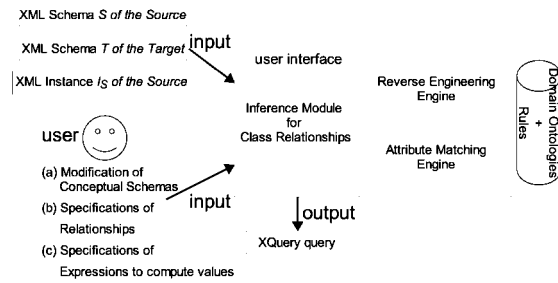 XML Schema S of the Source
XML Schema T of the Target
input
XML Instance IS of the Source
user interface
Reverse Engineering
Engine
Inference Module
for
Class Relationships
Attribute Matching
Engine
Domain Ontologies
+
Rules
user
(a) Modification of
Conceptual Schemas
(b) Specifications of
Relationships
(c) Specifications of
Expressions to compute values
input
output
XQuery query